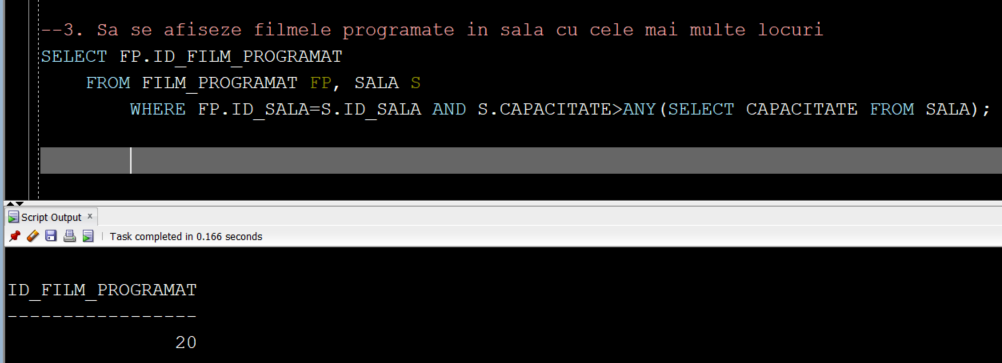 --3. Sa se afiseze filmele programate in sala cu cele mai multe locuri
SELECT FP.ID_FILM_PROGRAMAT
FROM FILM_PROGRAMAT FP, SALA S
WHERE FP.ID_SALA=S.ID_SALA AND S.CAPACITATE>ANY(SELECT CAPACITATE FROM SALA);
Script Output x
Task completed in 0.166 seconds
ID_FILM_PROGRAMAT
-----------------
20